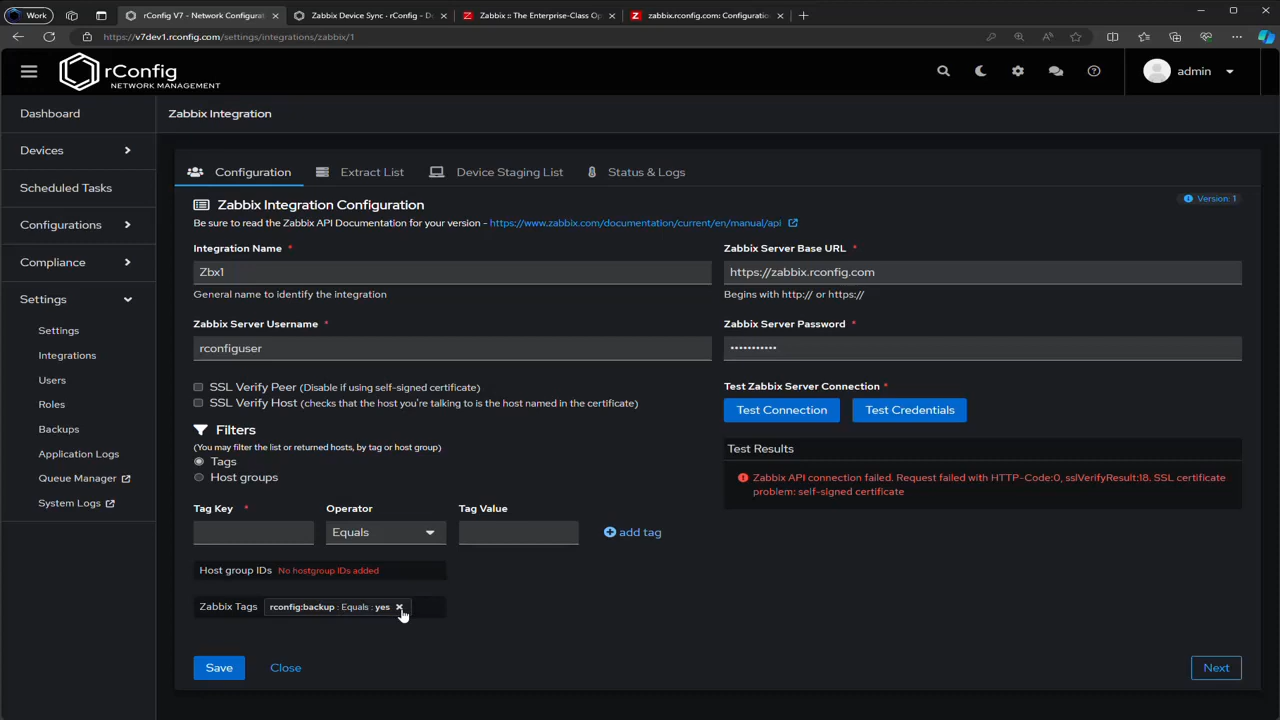 Work
rConfig V7 - Network Configurat
Zabbix Device Sync · rConfig - D
Zabbix :: The Enterprise-Class Op
zabbix.rconfig.com: Configuration
https://v7dev1.rconfig.com/settings/integrations/zabbix/1
rConfig
NETWORK MANAGEMENT
admin
Dashboard
Devices
Scheduled Tasks
Configurations
Compliance
Settings
Settings
Integrations
Users
Roles
Backups
Application Logs
Queue Manager
System Logs
Zabbix Integration
Configuration
Extract List
Device Staging List
Status & Logs
Zabbix Integration Configuration
Version: 1
Be sure to read the Zabbix API Documentation for your version - https://www.zabbix.com/documentation/current/en/manual/api
Integration Name *
Zabbix Server Base URL *
Zbx1
https://zabbix.rconfig.com
General name to identify the integration
Begins with http:// or https://
Zabbix Server Username *
Zabbix Server Password *
rconfiguser
•••••••••••
SSL Verify Peer (Disable if using self-signed certificate)
SSL Verify Host (checks that the host you're talking to is the host named in the certificate)
Test Zabbix Server Connection *
Test Connection
Test Credentials
Filters
(You may filter the list or returned hosts, by tag or host group)
Tags
Host groups
Test Results
Zabbix API connection failed. Request failed with HTTP-Code:0, sslVerifyResult:18. SSL certificate
problem: self-signed certificate
Tag Key *
Operator
Tag Value
Equals
add tag
Host group IDs No hostgroup IDs added
Zabbix Tags rconfig:backup : Equals : yes
Save
Close
Next